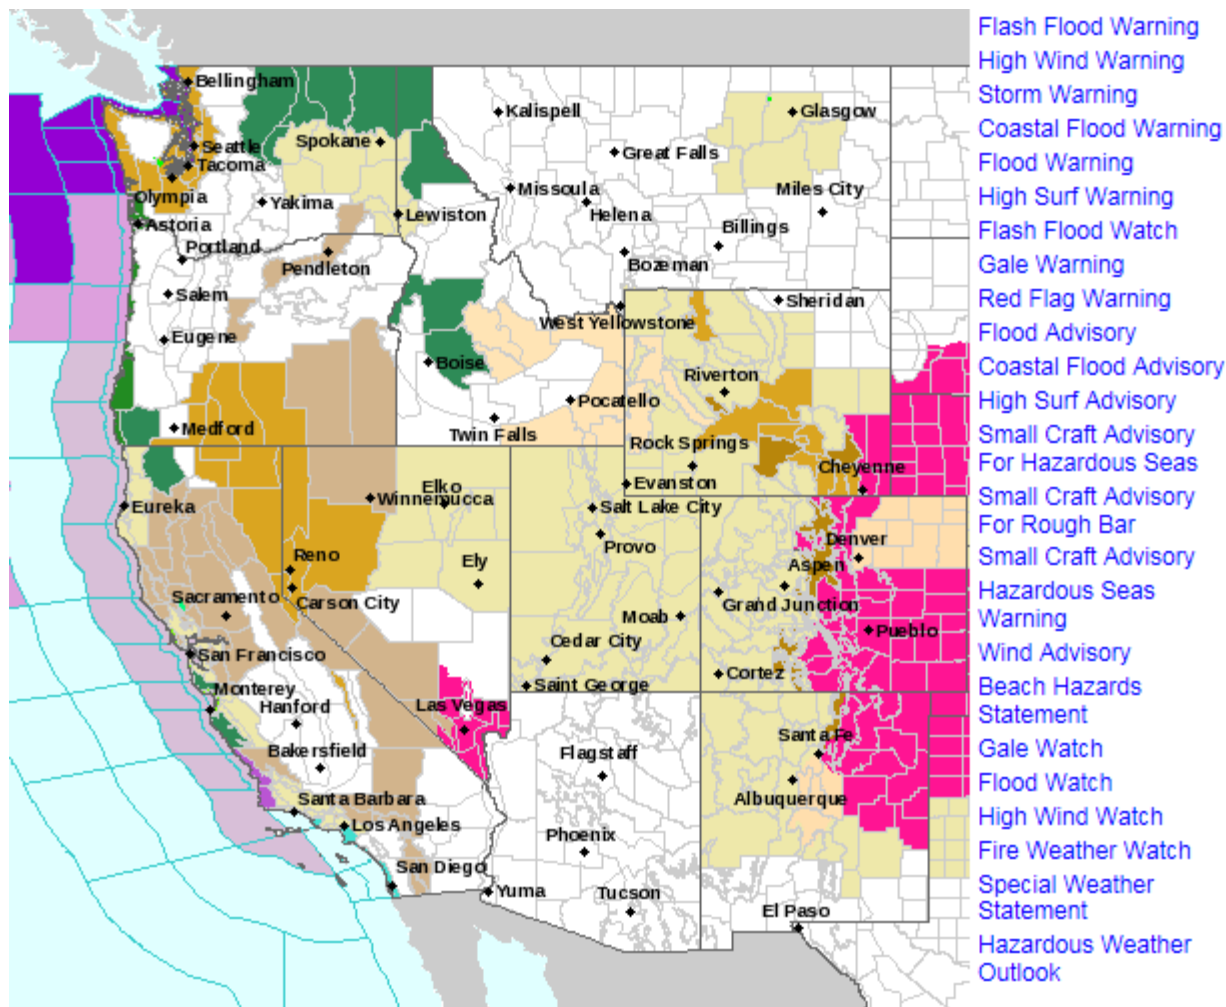 Flash Flood Warning
High Wind Warning
Storm Warning
Coastal Flood Warning
Flood Warning
High Surf Warning
Flash Flood Watch
Gale Warning
Red Flag Warning
Flood Advisory
Coastal Flood Advisory
High Surf Advisory
Small Craft Advisory
For Hazardous Seas
Small Craft Advisory
For Rough Bar
Small Craft Advisory
Hazardous Seas
Warning
Wind Advisory
Beach Hazards
Statement
Gale Watch
Flood Watch
High Wind Watch
Fire Weather Watch
Special Weather
Statement
Hazardous Weather
Outlook
Bellingham
Kalispell
Glasgow
Spokane
Seattle
Great Falls
Tacoma
Missoula
Miles City
Olympia
Yakima
Lewiston
Helena
Astoria
Billings
Portland
Pendleton
Bozeman
Salem
Sheridan
West Yellowstone
Eugene
Boise
Riverton
Pocatello
Medford
Twin Falls
Rock Springs
Cheyenne
Elko
Evanston
Winnemucca
Eureka
Salt Lake City
Denver
Provo
Reno
Ely
Aspen
Sacramento
Carson City
Grand Junction
Moab
Pueblo
Cedar City
San Francisco
Cortez
Saint George
Monterey
Hanford
Las Vegas
Santa Fe
Bakersfield
Flagstaff
Albuquerque
Santa Barbara
Los Angeles
Phoenix
San Diego
Yuma
Tucson
El Paso